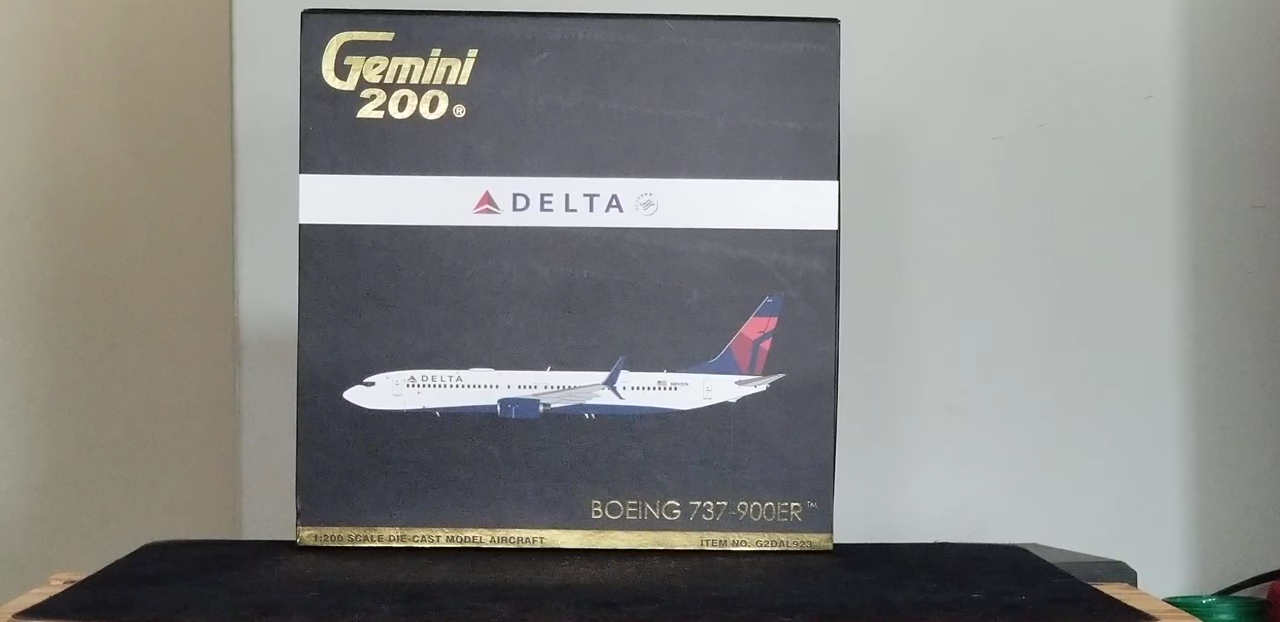 Gemini
200®
DELTA
DELTA
BOEING 737-900ER™
1:200 SCALE DIE-CAST MODEL AIRCRAFT
ITEM NO. G2DAL923